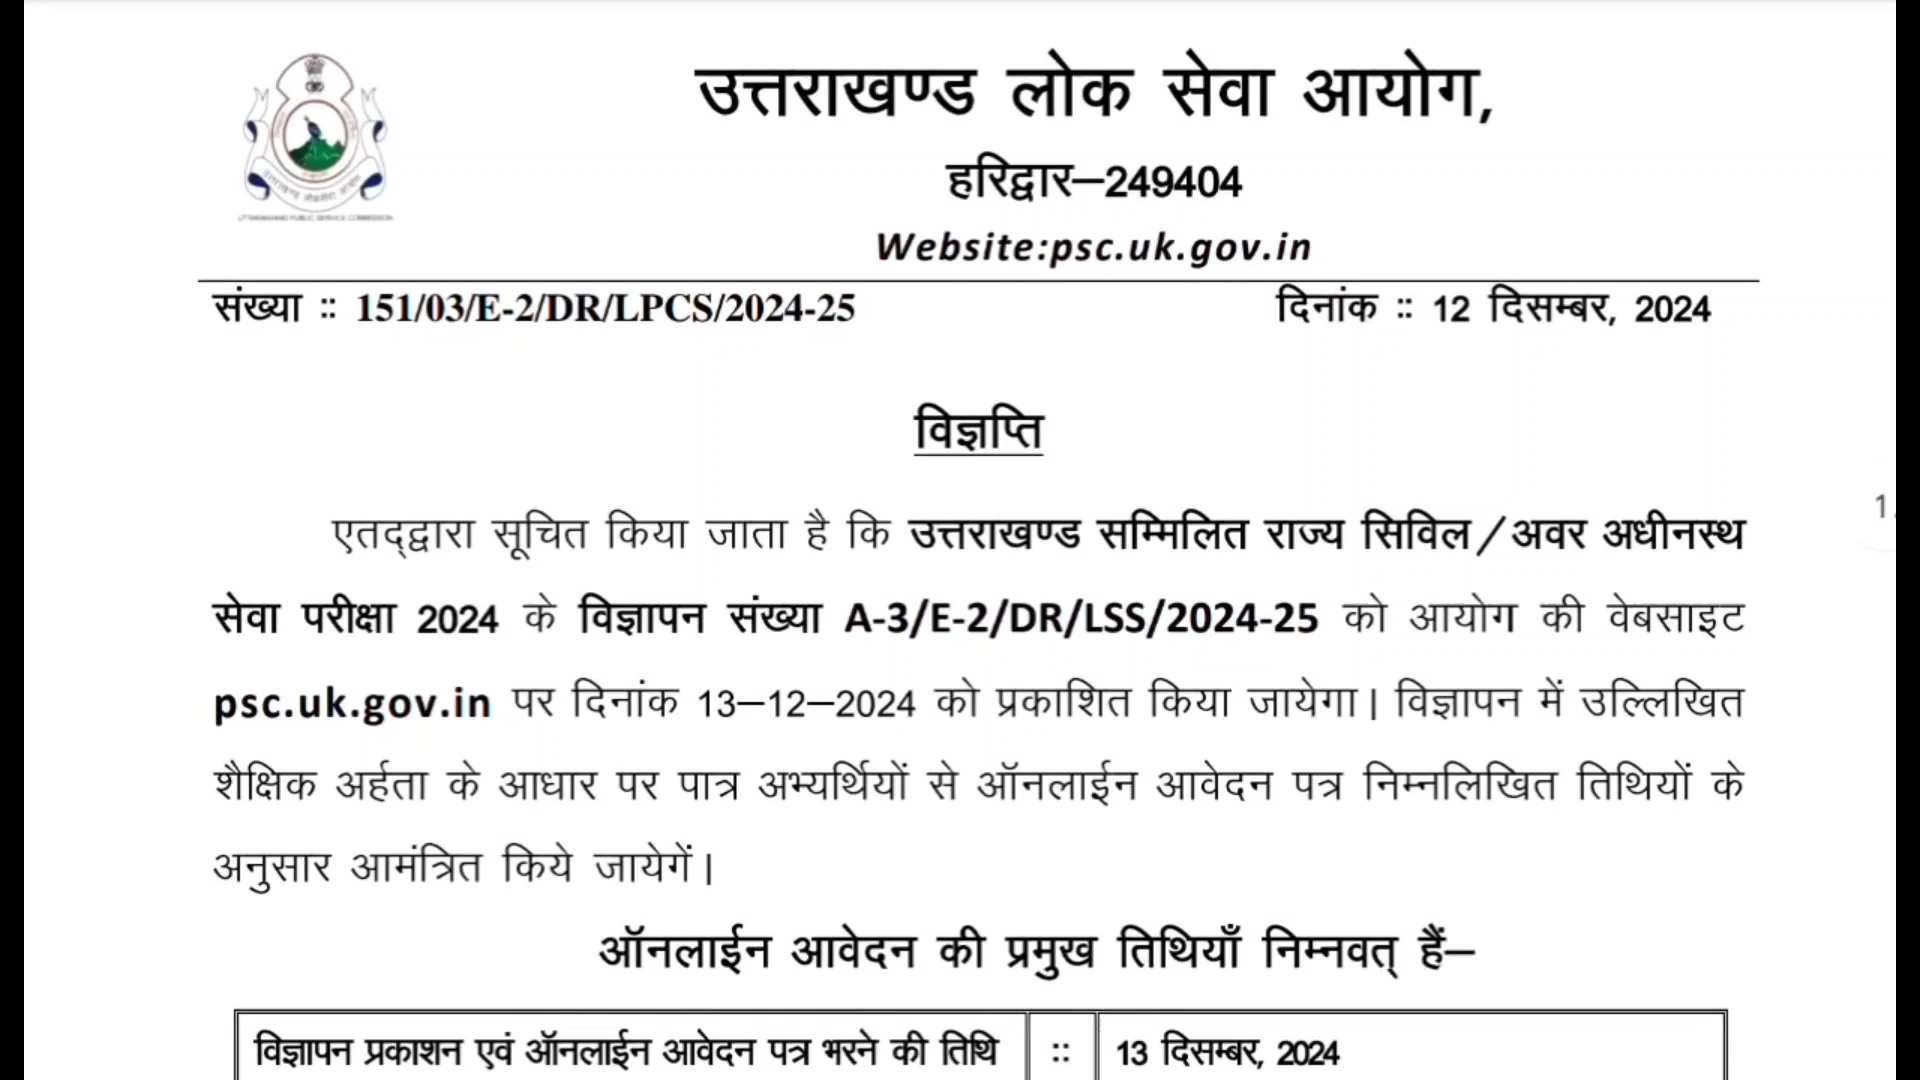 उत्तराखण्ड लोक सेवा आयोग,
हरिद्वार–249404
Website:psc.uk.gov.in
UTTARAKHAND PUBLIC SERVICE COMMISSION
संख्या :: 151/03/E-2/DR/LPCS/2024-25 दिनांक :: 12 दिसम्बर, 2024
विज्ञप्ति
एतद्द्वारा सूचित किया जाता है कि उत्तराखण्ड सम्मिलित राज्य सिविल/अवर अधीनस्थ
सेवा परीक्षा 2024 के विज्ञापन संख्या A-3/E-2/DR/LSS/2024-25 को आयोग की वेबसाइट
psc.uk.gov.in पर दिनांक 13–12–2024 को प्रकाशित किया जायेगा। विज्ञापन में उल्लिखित
शैक्षिक अर्हता के आधार पर पात्र अभ्यर्थियों से ऑनलाईन आवेदन पत्र निम्नलिखित तिथियों के
अनुसार आमंत्रित किये जायेगें।
ऑनलाईन आवेदन की प्रमुख तिथियाँ निम्नवत् हैं–
विज्ञापन प्रकाशन एवं ऑनलाईन आवेदन पत्र भरने की तिथि :: 13 दिसम्बर, 2024